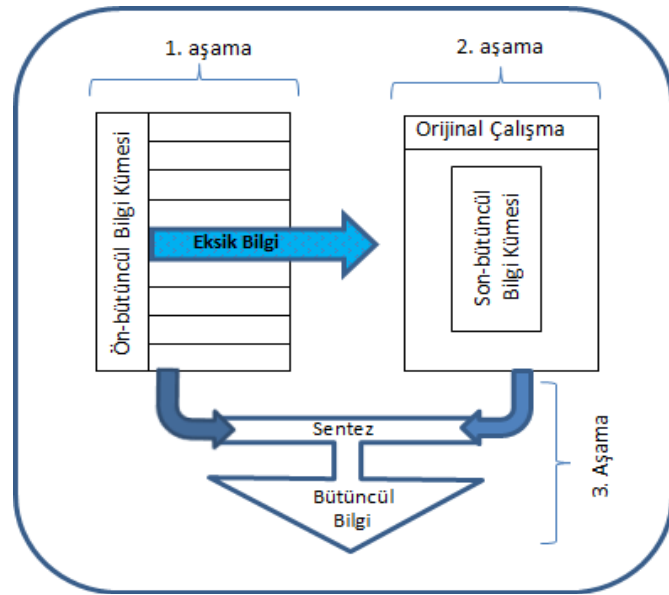 1. aşama
2. aşama
Ön-bütüncül Bilgi Kümesi
Eksik Bilgi
Orijinal Çalışma
Son-bütüncül
Bilgi Kümesi
Sentez
Bütüncül
Bilgi
3. Aşama